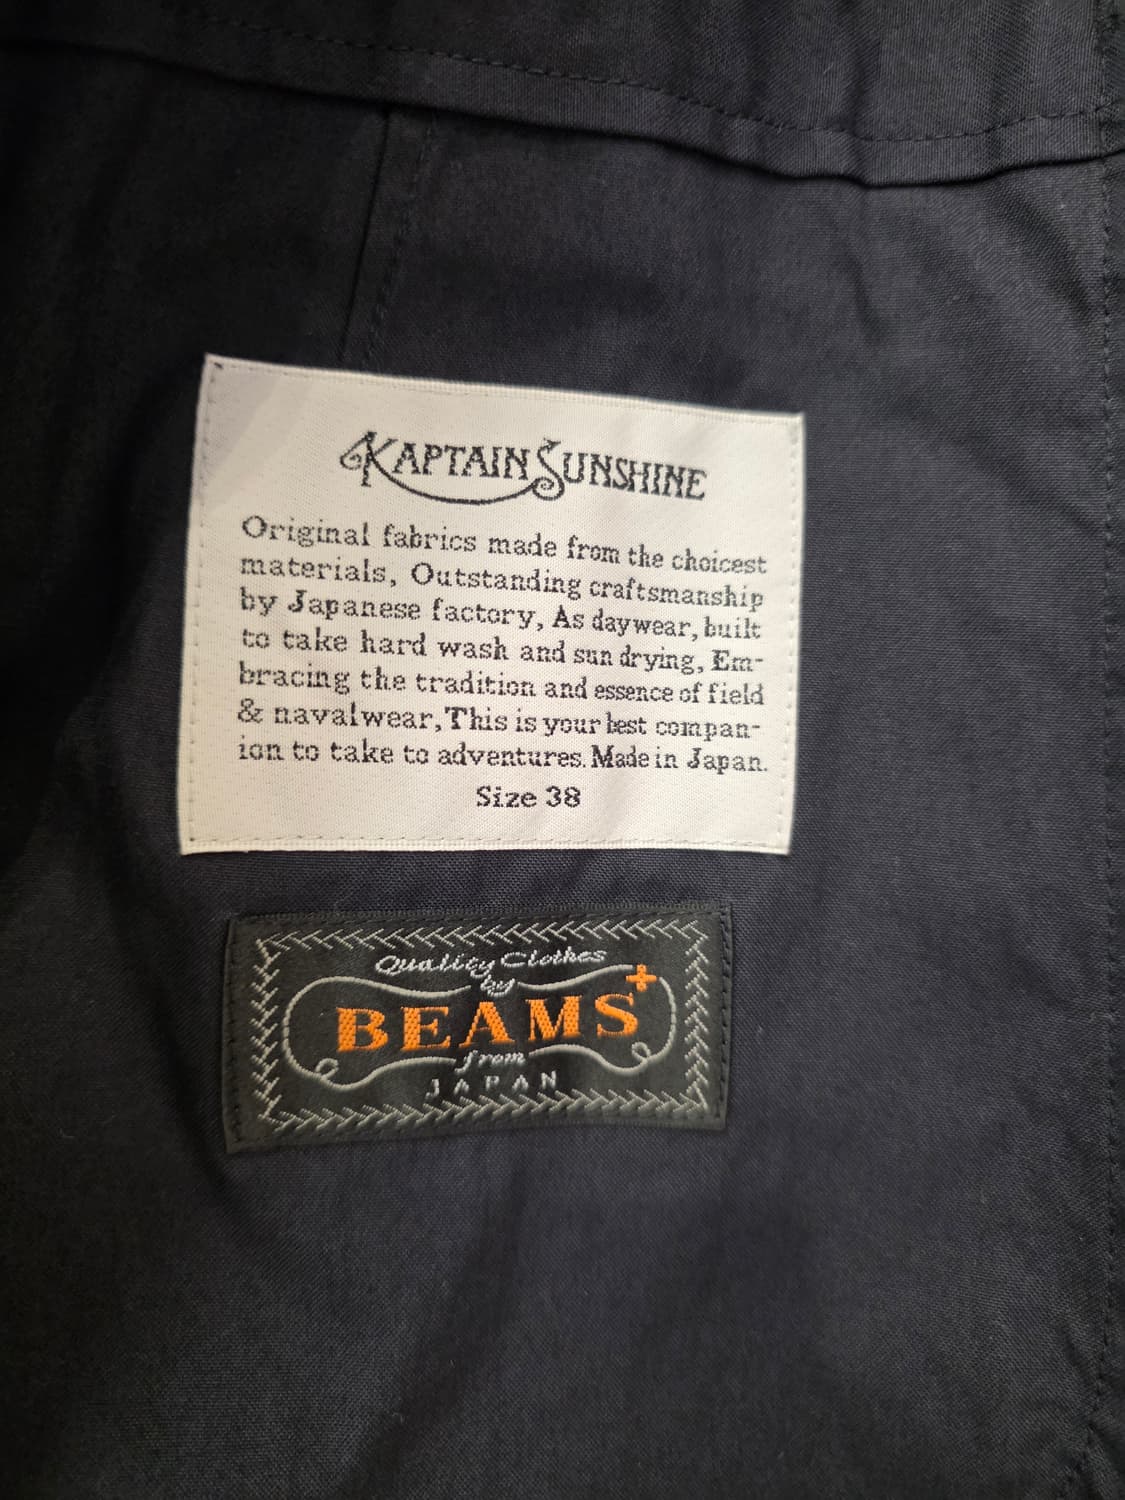 KAPTAIN SUNSHINE
Original fabrics made from the choicest
materials, Outstanding craftsmanship
by Japanese factory, As daywear, built
to take hard wash and sun drying, Em-
bracing the tradition and essence of field
& navalwear, This is your best compan-
ion to take to adventures. Made in Japan.
Size 38
Quality Clothes
by
BEAMS+
from
JAPAN